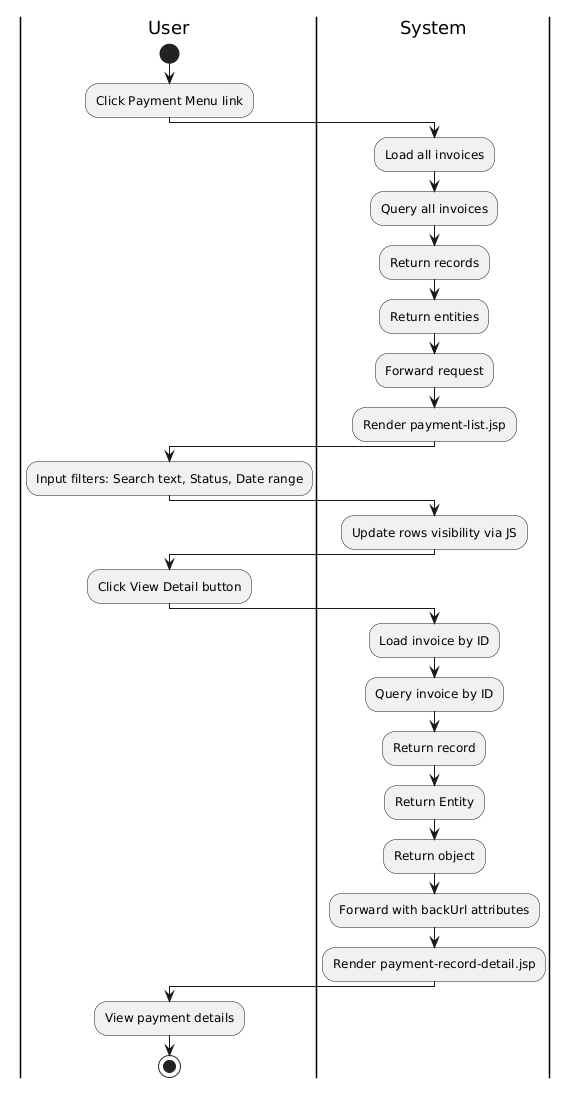 User
System
Click Payment Menu link
Load all invoices
Query all invoices
Return records
Return entities
Forward request
Render payment-list.jsp
Input filters: Search text, Status, Date range
Update rows visibility via JS
Click View Detail button
Load invoice by ID
Query invoice by ID
Return record
Return Entity
Return object
Forward with backUrl attributes
Render payment-record-detail.jsp
View payment details